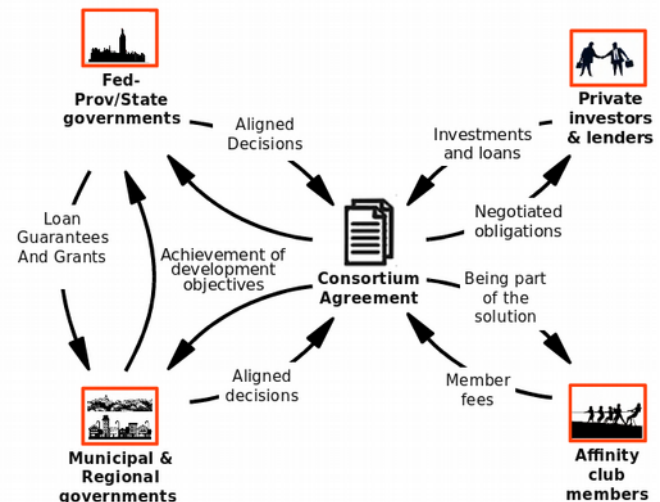 Fed-
Prov/State
governments
Private
investors
& lenders
Aligned
Decisions
Investments
and loans
Loan
Guarantees
And Grants
Negotiated
obligations
Achievement of
development
objectives
Consortium
Agreement
Being part
of the
solution
Aligned
decisions
Member
fees
Municipal &
Regional
governments
Affinity
club
members